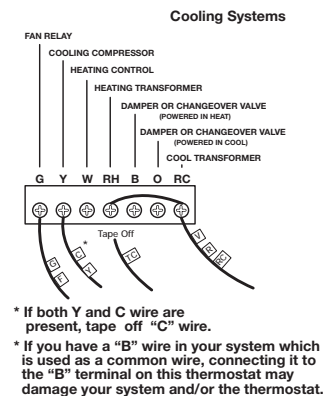 Cooling Systems
FAN RELAY
COOLING COMPRESSOR
HEATING CONTROL
HEATING TRANSFORMER
DAMPER OR CHANGEOVER VALVE
(POWERED IN HEAT)
DAMPER OR CHANGEOVER VALVE
(POWERED IN COOL)
COOL TRANSFORMER
G Y W RH B O RC
Tape Off
*
G
F
C
Y
TC
V
R
RC
* If both Y and C wire are
present, tape off “C” wire.
* If you have a “B” wire in your system which
is used as a common wire, connecting it to
the “B” terminal on this thermostat may
damage your system and/or the thermostat.